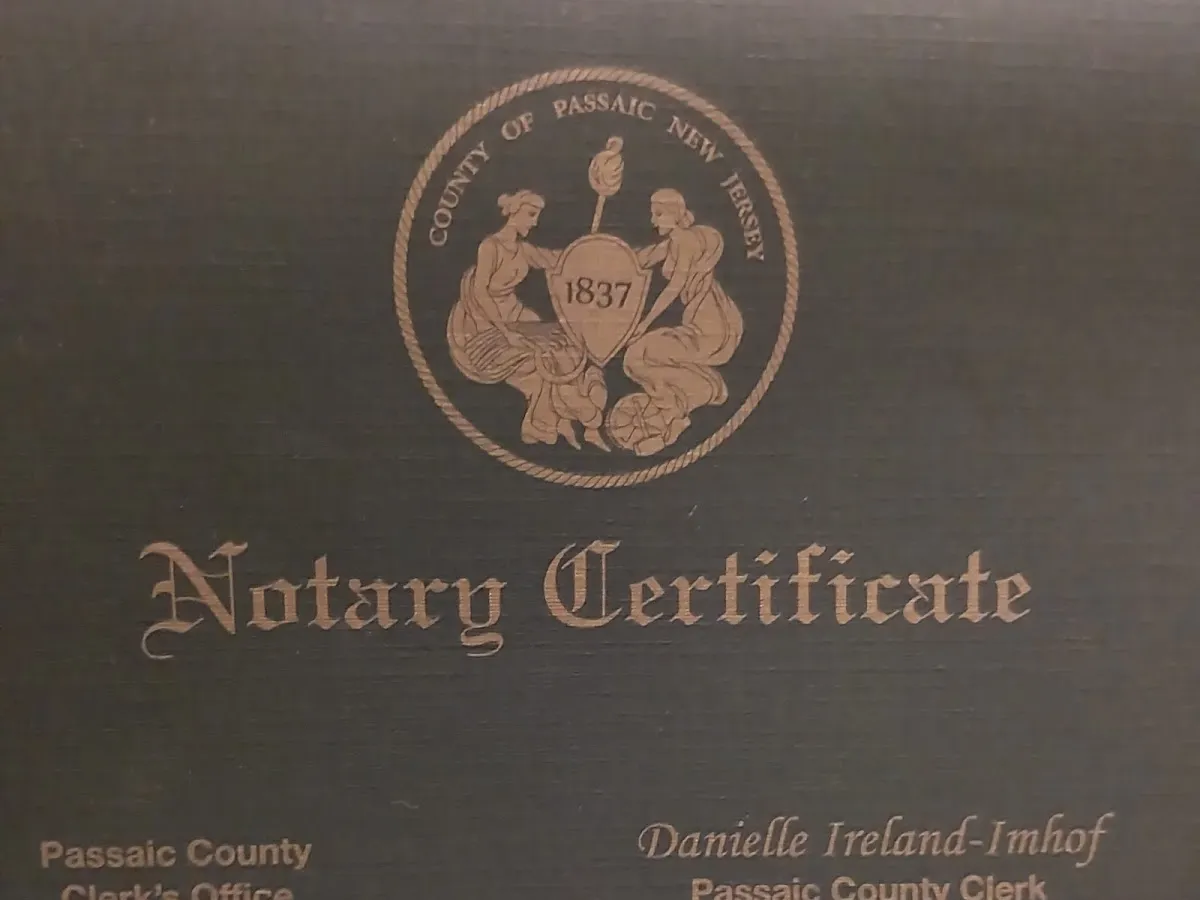 COUNTY OF PASSAIC NEW JERSEY
1837
Notary Certificate
Passaic County
Clerk's Office
Danielle Ireland-Imhof
Passaic County Clerk